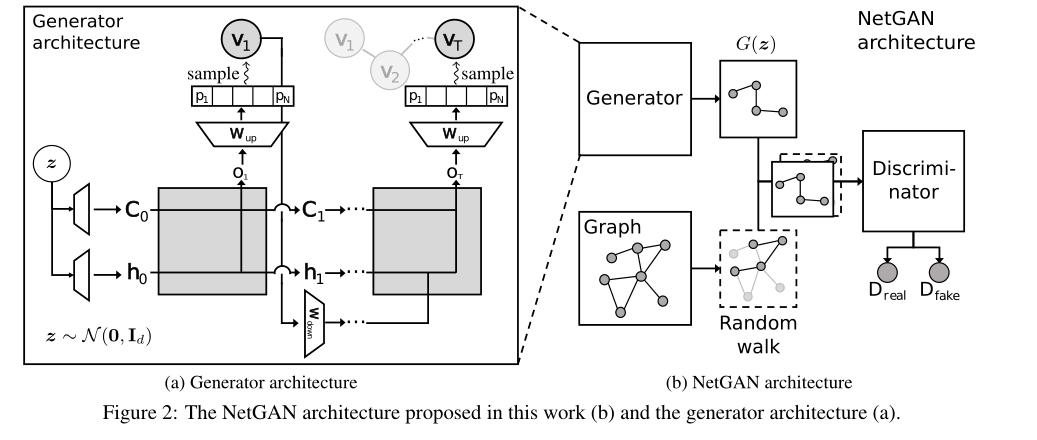 Generator
architecture
v1
v1
v2
vT
sample
sample
p1
pN
p1
pN
Wup
Wup
z
o1
oT
C0
C1
h0
h1
Wdown
z ∼ N(0, Id)
(a) Generator architecture
NetGAN
architecture
G(z)
Generator
Discrimi-
nator
Graph
Dreal
Dfake
Random
walk
(b) NetGAN architecture
Figure 2: The NetGAN architecture proposed in this work (b) and the generator architecture (a).